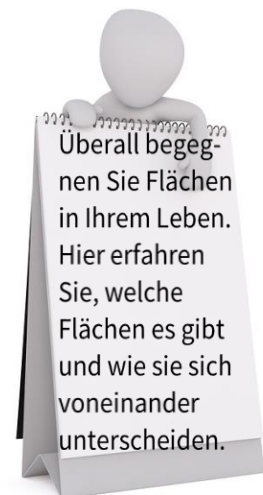 Überall begeg-
nen Sie Flächen
in Ihrem Leben.
Hier erfahren
Sie, welche
Flächen es gibt
und wie sie sich
voneinander
unterscheiden.